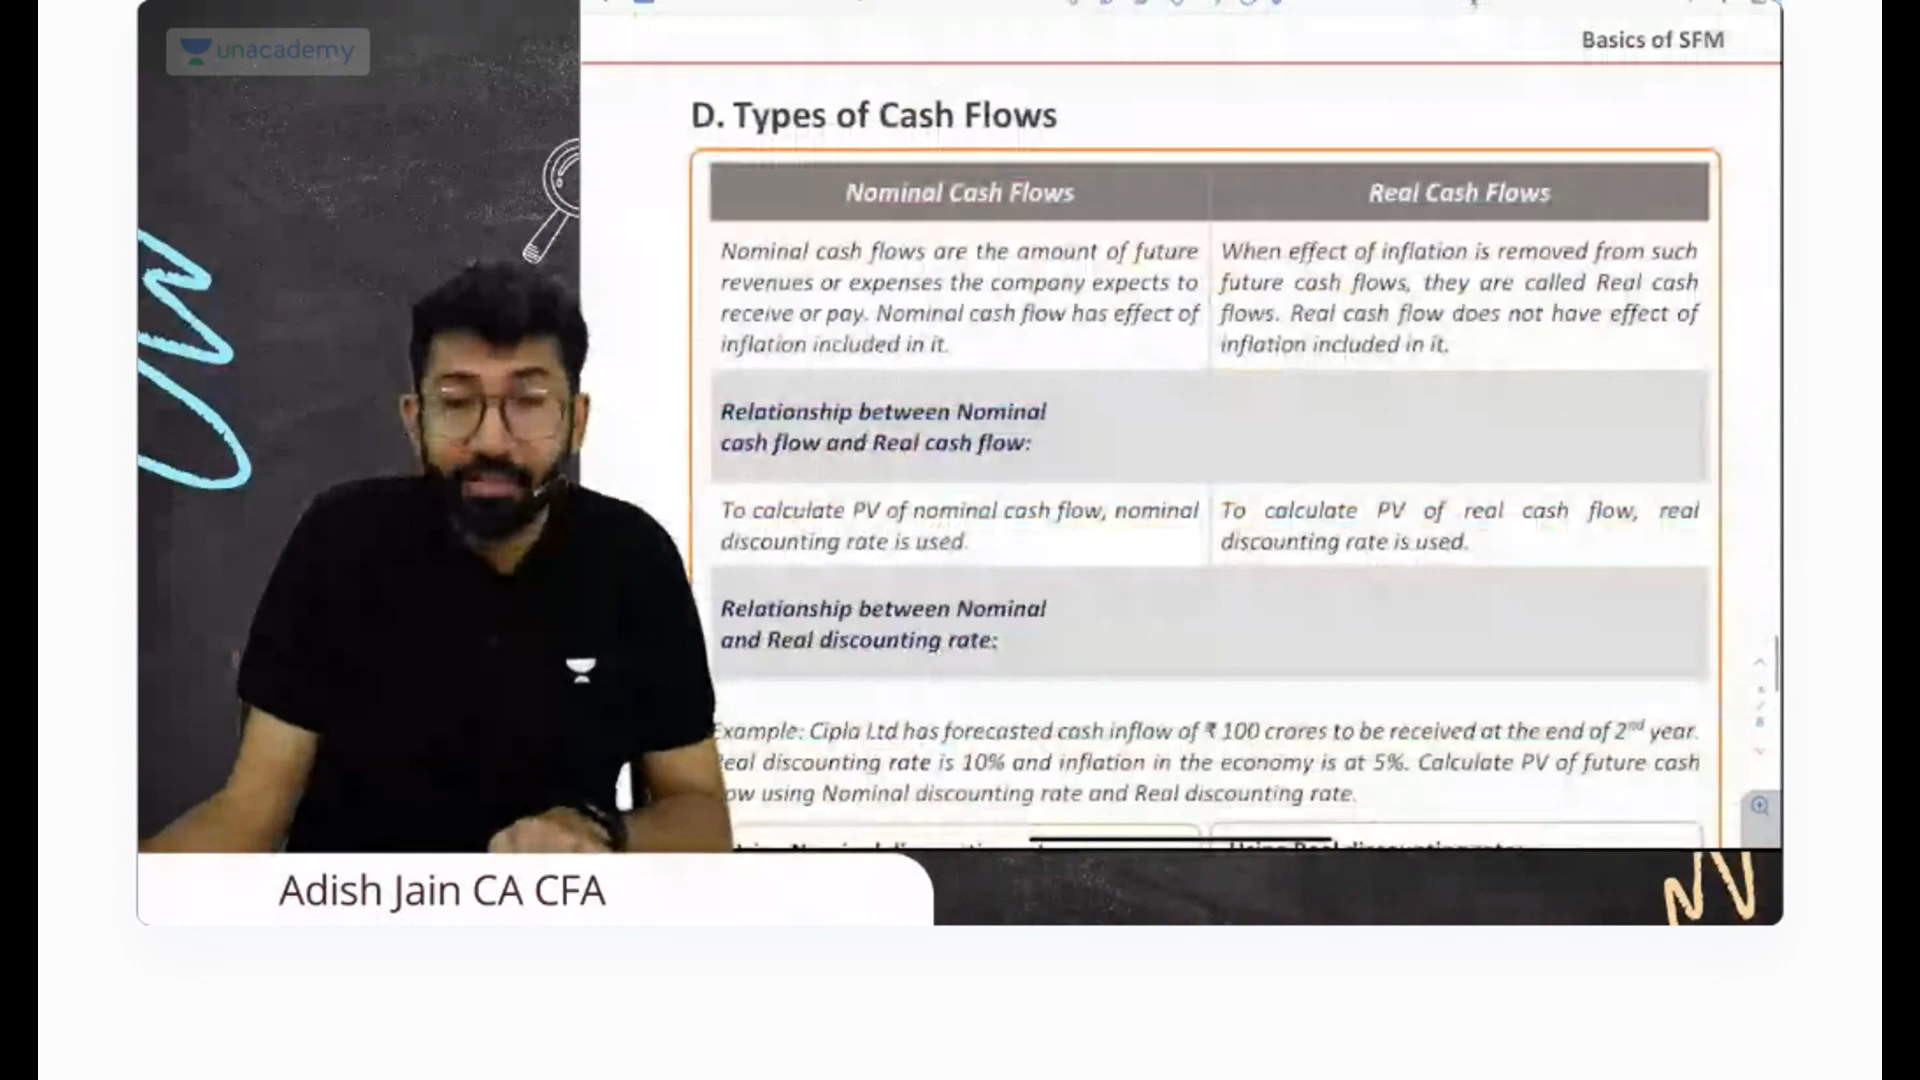 unacademy
Basics of SFM
D. Types of Cash Flows
Nominal Cash Flows
Real Cash Flows
Nominal cash flows are the amount of future
revenues or expenses the company expects to
receive or pay. Nominal cash flow has effect of
inflation included in it.
When effect of inflation is removed from such
future cash flows, they are called Real cash
flows. Real cash flow does not have effect of
inflation included in it.
Relationship between Nominal
cash flow and Real cash flow:
To calculate PV of nominal cash flow, nominal
discounting rate is used.
To calculate PV of real cash flow, real
discounting rate is used.
Relationship between Nominal
and Real discounting rate:
Example: Cipla Ltd has forecasted cash inflow of ₹ 100 crores to be received at the end of 2nd year.
Real discounting rate is 10% and inflation in the economy is at 5%. Calculate PV of future cash
using Nominal discounting rate and Real discounting rate.
Adish Jain CA CFA